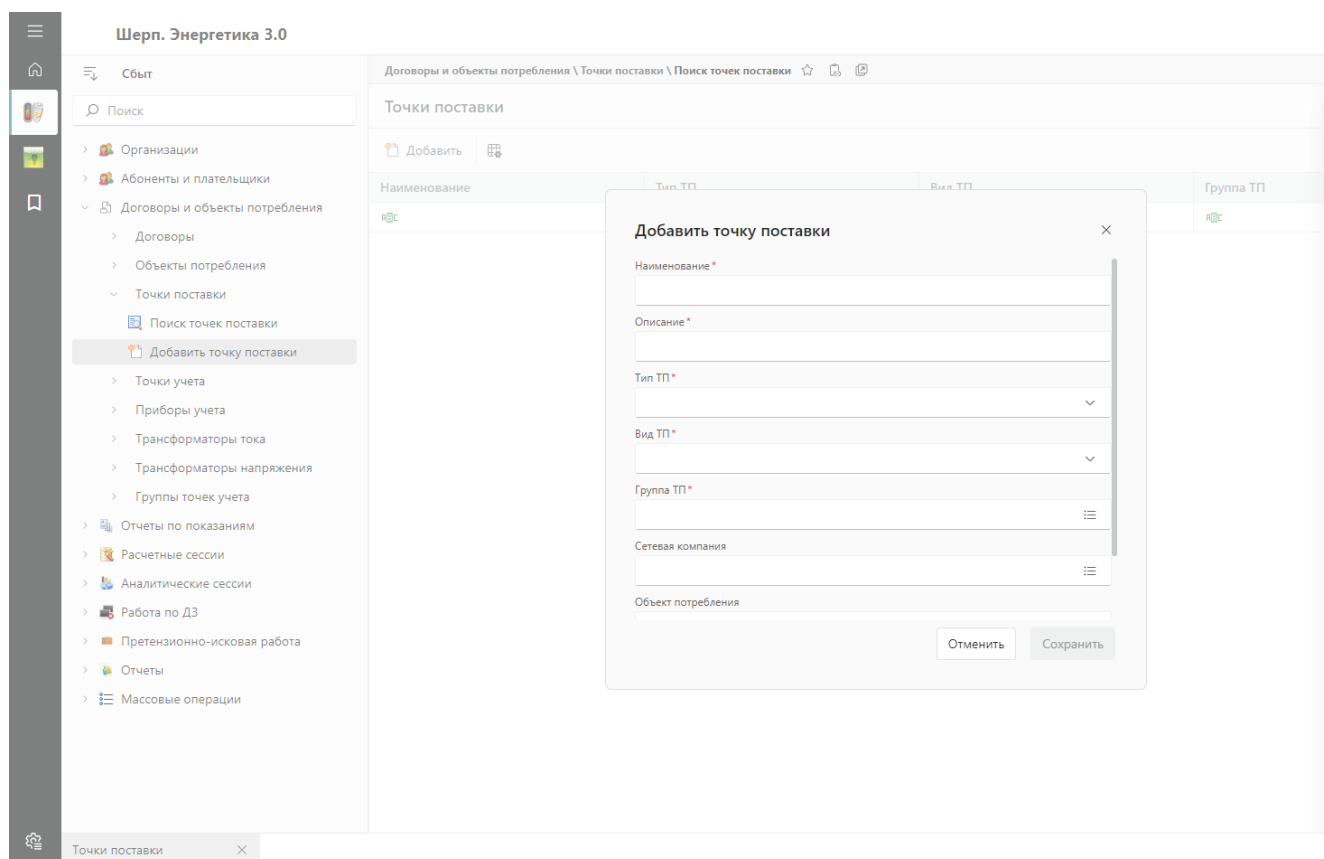 Шерп. Энергетика 3.0
Сбыт
Поиск
Организации
Абоненты и плательщики
Договоры и объекты потребления
Договоры
Объекты потребления
Точки поставки
Поиск точек поставки
Добавить точку поставки
Точки учета
Приборы учета
Трансформаторы тока
Трансформаторы напряжения
Группы точек учета
Отчеты по показаниям
Расчетные сессии
Аналитические сессии
Работа по ДЗ
Претензионно-исковая работа
Отчеты
Массовые операции
Договоры и объекты потребления \ Точки поставки \ Поиск точек поставки
Точки поставки
Добавить
Наименование Тип ТП Вид ТП Группа ТП
Добавить точку поставки
Наименование *
Описание *
Тип ТП *
Вид ТП *
Группа ТП *
Сетевая компания
Объект потребления
Отменить Сохранить
Точки поставки